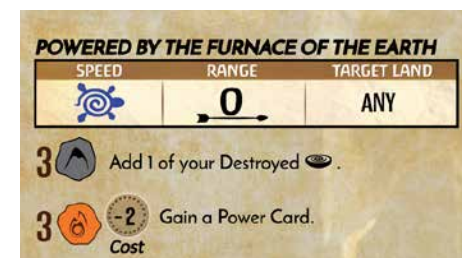 POWERED BY THE FURNACE OF THE EARTH
SPEED RANGE TARGET LAND
0 ANY
3 Add 1 of your Destroyed .
3 -2 Gain a Power Card.
Cost